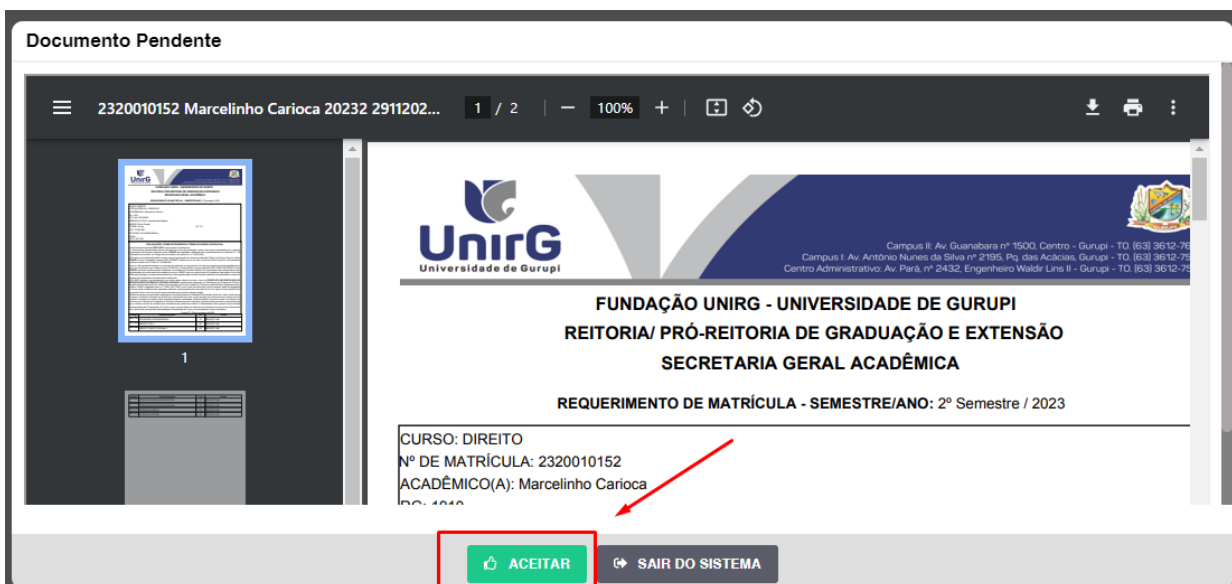 Documento Pendente
2320010152 Marcelinho Carioca 20232 2911202... 1 / 2 100%
UnirG
Universidade de Gurupi
Campus II: Av. Guanabara nº 1500, Centro - Gurupi - TO. (63) 3612-76
Campus I: Av. Antônio Nunes da Silva nº 2195, Pq. das Acácias, Gurupi - TO. (63) 3612-75
Centro Administrativo: Av. Pará, nº 2432, Engenheiro Waldir Lins II - Gurupi - TO. (63) 3612-75
FUNDAÇÃO UNIRG - UNIVERSIDADE DE GURUPI
REITORIA/ PRÓ-REITORIA DE GRADUAÇÃO E EXTENSÃO
SECRETARIA GERAL ACADÊMICA
REQUERIMENTO DE MATRÍCULA - SEMESTRE/ANO: 2º Semestre / 2023
CURSO: DIREITO
Nº DE MATRÍCULA: 2320010152
ACADÊMICO(A): Marcelinho Carioca
RG: 1910
1
ACEITAR
SAIR DO SISTEMA